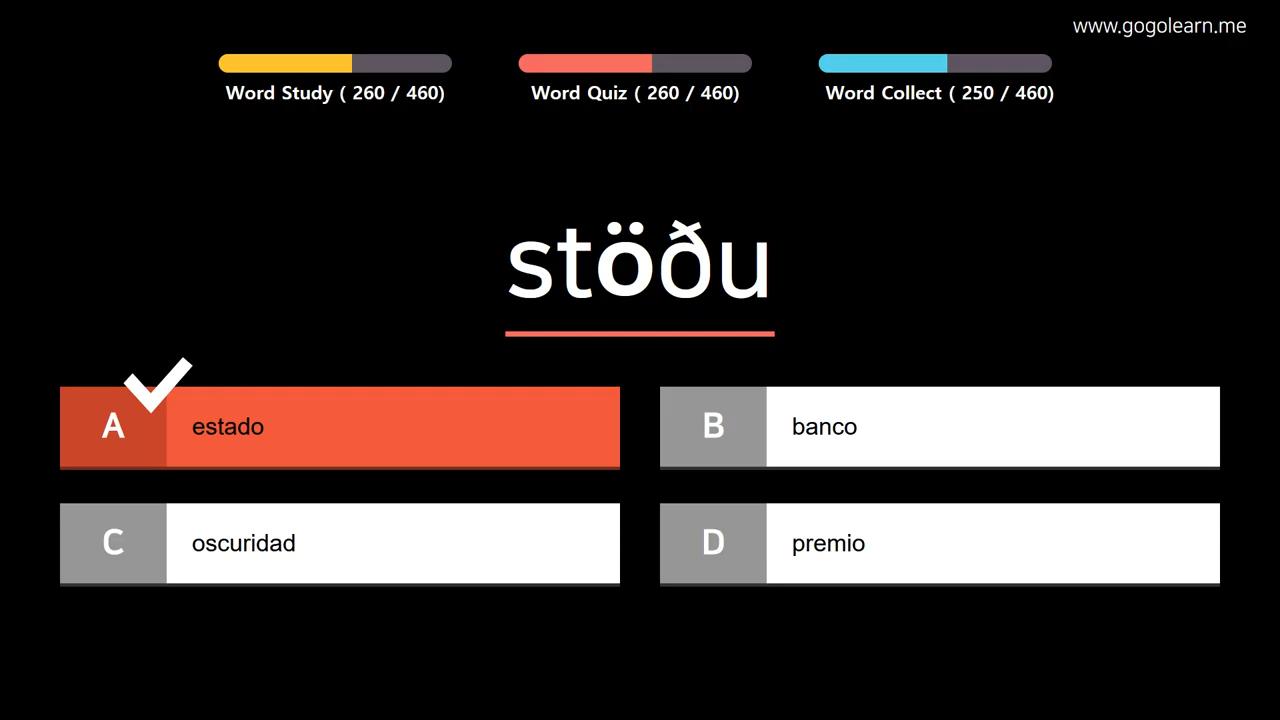 www.gogolearn.me
Word Study ( 260 / 460)
Word Quiz ( 260 / 460)
Word Collect ( 250 / 460)
stöðu
A estado
B banco
C oscuridad
D premio